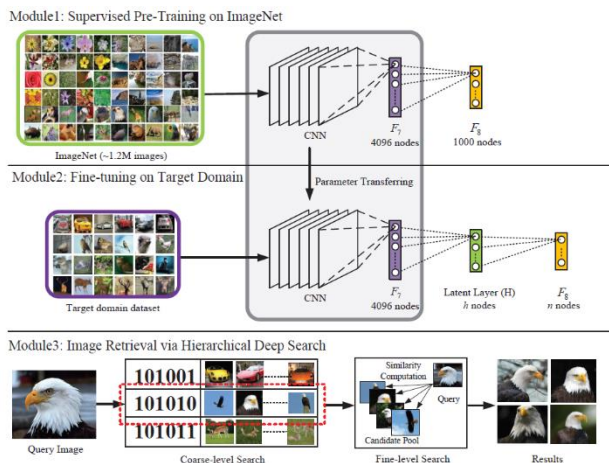 Module1: Supervised Pre-Training on ImageNet
ImageNet (~1.2M images)
CNN
F7
4096 nodes
F8
1000 nodes
Module2: Fine-tuning on Target Domain
Parameter Transferring
Target domain dataset
CNN
F7
4096 nodes
Latent Layer (H)
h nodes
F8
n nodes
Module3: Image Retrieval via Hierarchical Deep Search
Query Image
101001
101010
101011
Coarse-level Search
Similarity
Computation
Query
Candidate Pool
Fine-level Search
Results